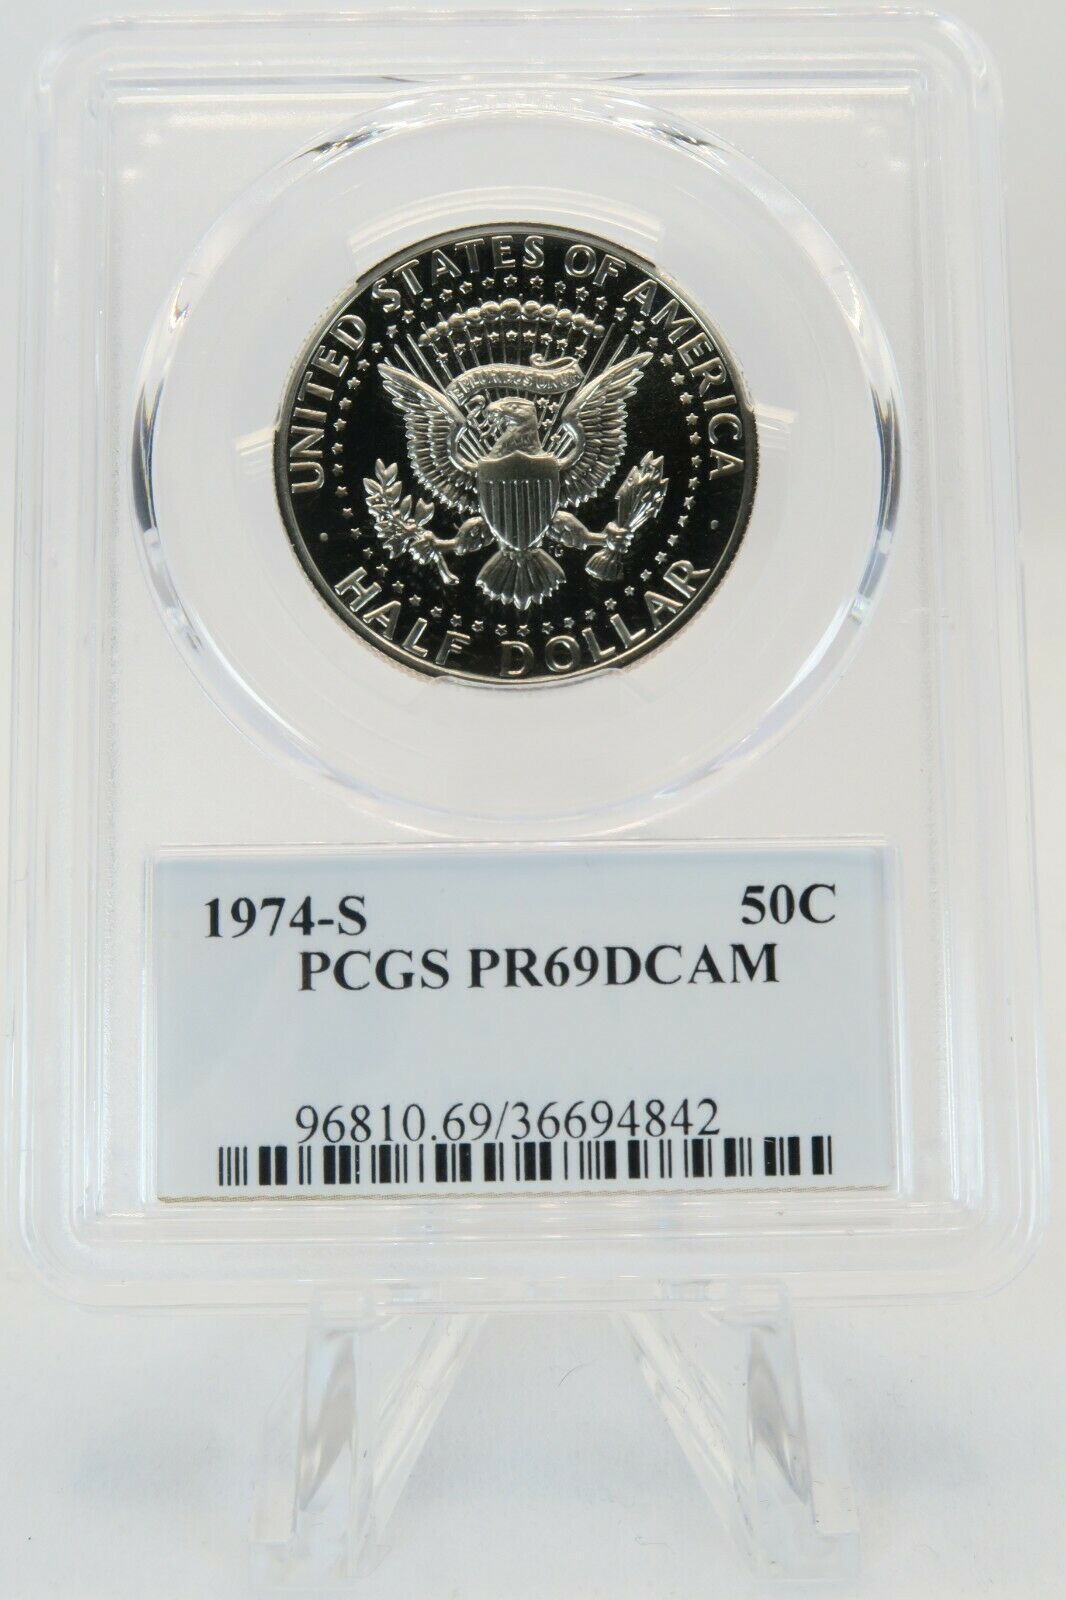 UNITED STATES OF AMERICA
E PLURIBUS UNUM
HALF DOLLAR
1974-S 50C
PCGS PR69DCAM
96810.69/36694842